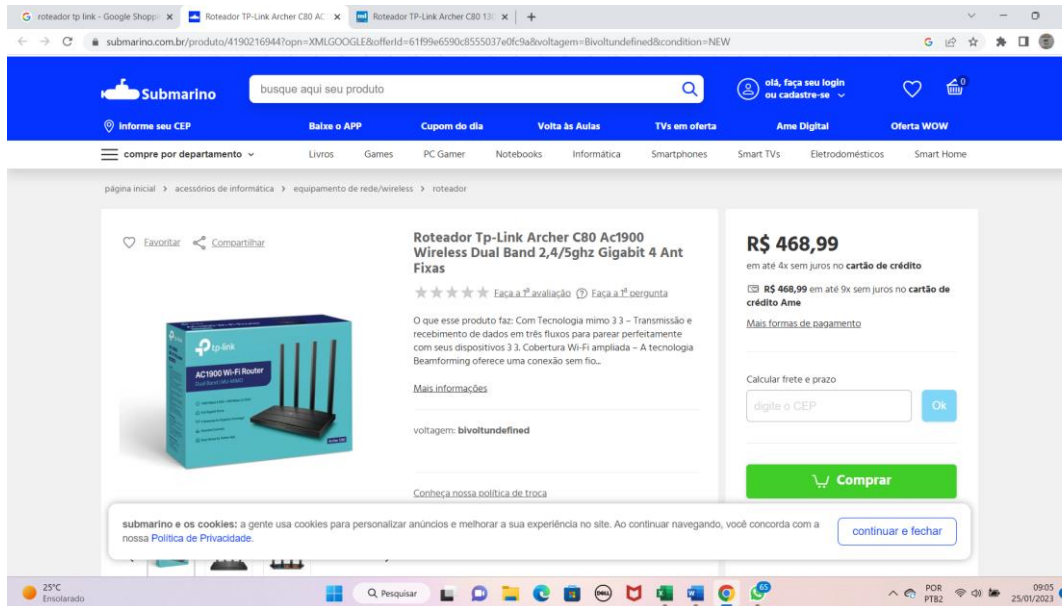 roteador tp link - Google Shopp
Roteador TP-Link Archer C80 AC
Roteador TP-Link Archer C80 13
submarino.com.br/produto/4190216944?opn=XMLGOOGLE&offerId=61f99e6590c8555037e0fc9a&voltagem=Bivoltundefined&condition=NEW
Submarino
busque aqui seu produto
olá, faça seu login
ou cadastre-se
0
Informe seu CEP
Baixe o APP
Cupom do dia
Volta às Aulas
TVs em oferta
Ame Digital
Oferta WOW
compre por departamento
Livros
Games
PC Gamer
Notebooks
Informática
Smartphones
Smart TVs
Eletrodomésticos
Smart Home
página inicial > acessórios de informática > equipamento de rede/wireless > roteador
Favoritar
Compartilhar
Roteador Tp-Link Archer C80 Ac1900
Wireless Dual Band 2,4/5ghz Gigabit 4 Ant
Fixas
Faça a 1ª avaliação
Faça a 1ª pergunta
O que esse produto faz: Com Tecnologia mimo 3 3 – Transmissão e
recebimento de dados em três fluxos para parear perfeitamente
com seus dispositivos 3 3. Cobertura Wi-Fi ampliada – A tecnologia
Beamforming oferece uma conexão sem fio...
Mais informações
voltagem: bivoltundefined
Conheça nossa política de troca
tp-link
AC1900 Wi-Fi Router
R$ 468,99
em até 4x sem juros no cartão de crédito
R$ 468,99 em até 9x sem juros no cartão de
crédito Ame
Mais formas de pagamento
Calcular frete e prazo
digite o CEP
Ok
Comprar
submarino e os cookies: a gente usa cookies para personalizar anúncios e melhorar a sua experiência no site. Ao continuar navegando, você concorda com a
nossa Política de Privacidade.
continuar e fechar
25°C
Ensolarado
Pesquisar
DELL
65
POR
PTB2
09:05
25/01/2023